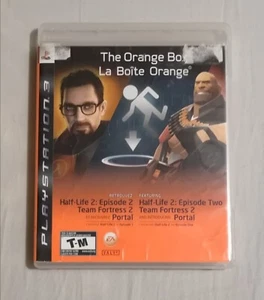 The Orange Box
La Boîte Orange
PLAYSTATION 3
Half-Life 2: Episode 2
Team Fortress 2
Portal
Half-Life 2: Episode Two
Team Fortress 2
Portal
T-M
EA